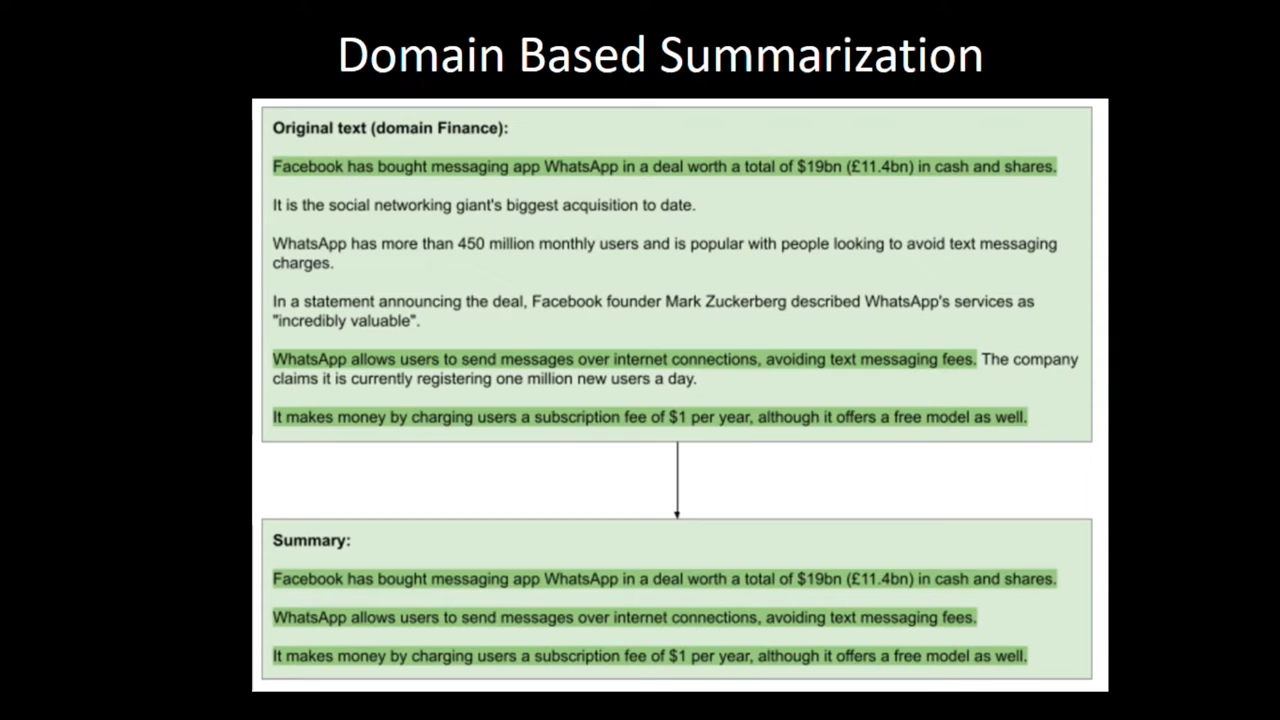 Domain Based Summarization
Original text (domain Finance):
Facebook has bought messaging app WhatsApp in a deal worth a total of $19bn (£11.4bn) in cash and shares.
It is the social networking giant's biggest acquisition to date.
WhatsApp has more than 450 million monthly users and is popular with people looking to avoid text messaging
charges.
In a statement announcing the deal, Facebook founder Mark Zuckerberg described WhatsApp's services as
"incredibly valuable".
WhatsApp allows users to send messages over internet connections, avoiding text messaging fees. The company
claims it is currently registering one million new users a day.
It makes money by charging users a subscription fee of $1 per year, although it offers a free model as well.
Summary:
Facebook has bought messaging app WhatsApp in a deal worth a total of $19bn (£11.4bn) in cash and shares.
WhatsApp allows users to send messages over internet connections, avoiding text messaging fees.
It makes money by charging users a subscription fee of $1 per year, although it offers a free model as well.